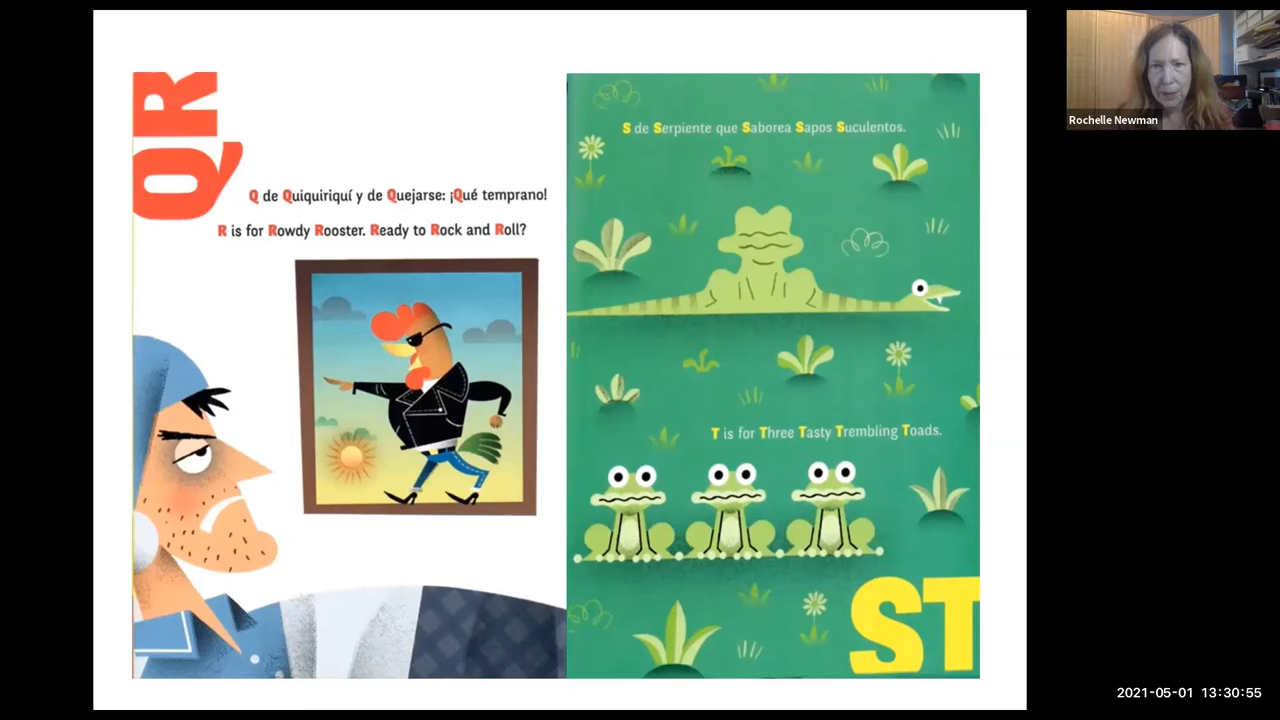 QR
Q de Quiquiriquí y de Quejarse: ¡Qué temprano!
R is for Rowdy Rooster. Ready to Rock and Roll?
S de Serpiente que Saborea Sapos Suculentos.
T is for Three Tasty Trembling Toads.
ST
Rochelle Newman
2021-05-01 13:30:55